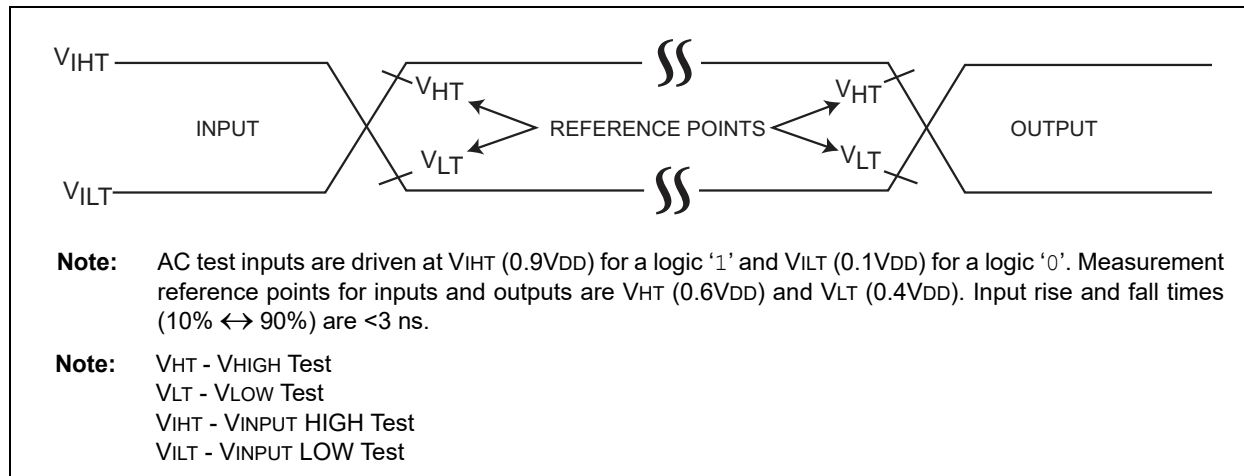 VIHT
VHT
VHT
INPUT
REFERENCE POINTS
OUTPUT
VLT
VLT
VILT
Note: AC test inputs are driven at VIHT (0.9VDD) for a logic ‘1’ and VILT (0.1VDD) for a logic ‘0’. Measurement
reference points for inputs and outputs are VHT (0.6VDD) and VLT (0.4VDD). Input rise and fall times
(10% ↔ 90%) are <3 ns.
Note: VHT - VHIGH Test
VLT - VLOW Test
VIHT - VINPUT HIGH Test
VILT - VINPUT LOW Test